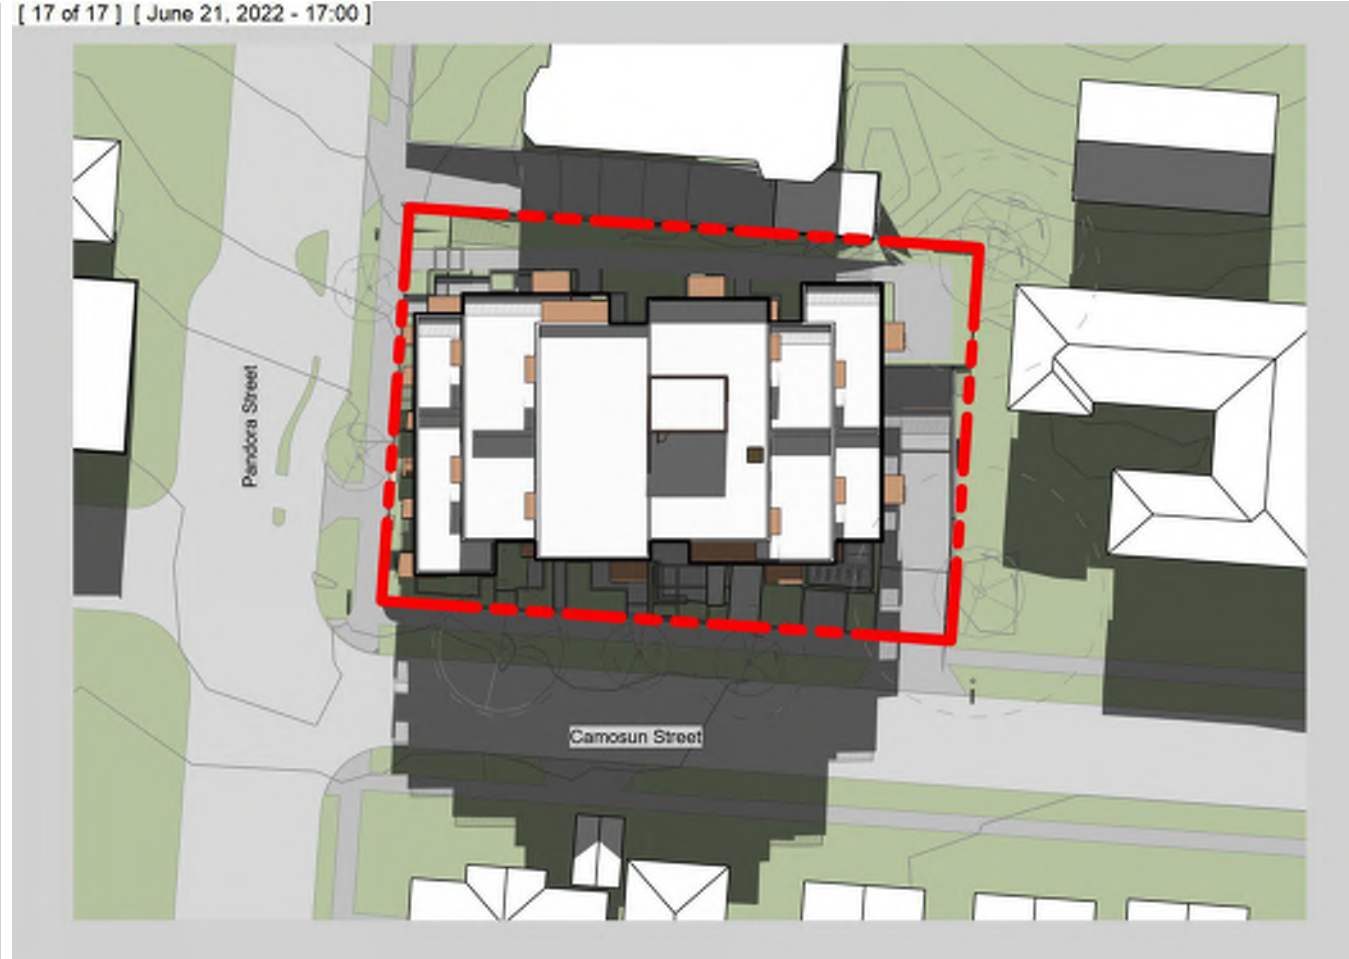 [ 17 of 17 ] [ June 21, 2022 - 17:00 ]
Pandora Street
Camosun Street